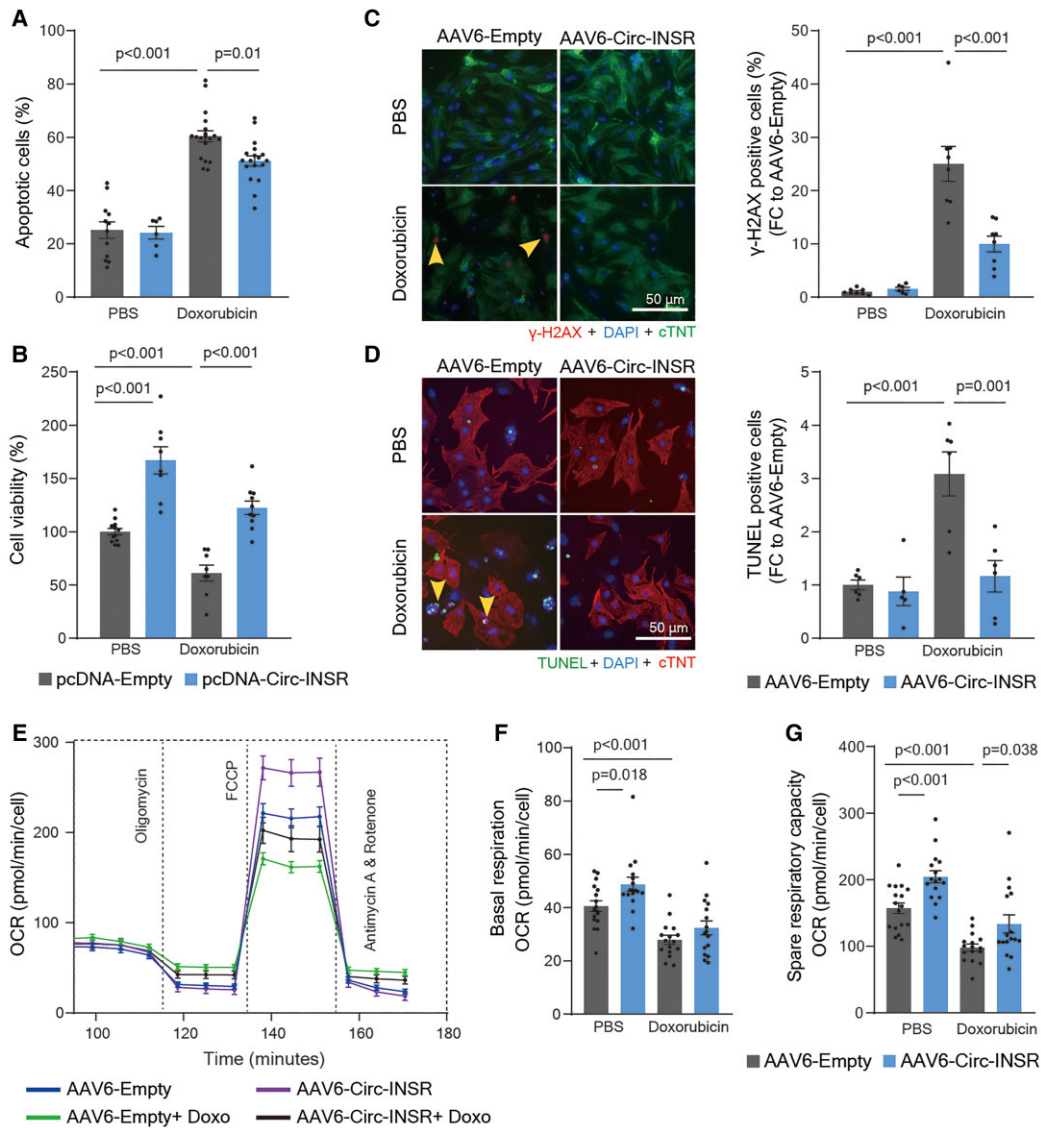 A
p<0.001
p=0.01
Apoptotic cells (%)
100
80
60
40
20
0
PBS
Doxorubicin
B
p<0.001
p<0.001
p<0.001
Cell viability (%)
250
200
150
100
50
0
PBS
Doxorubicin
pcDNA-Empty
pcDNA-Circ-INSR
C
AAV6-Empty
AAV6-Circ-INSR
PBS
Doxorubicin
50 µm
γ-H2AX + DAPI + cTNT
p<0.001
p<0.001
γ-H2AX positive cells (%)
(FC to AAV6-Empty)
50
40
30
20
10
0
PBS
Doxorubicin
D
AAV6-Empty
AAV6-Circ-INSR
PBS
Doxorubicin
50 µm
TUNEL + DAPI + cTNT
p<0.001
p=0.001
TUNEL positive cells
(FC to AAV6-Empty)
5
4
3
2
1
0
PBS
Doxorubicin
AAV6-Empty
AAV6-Circ-INSR
E
OCR (pmol/min/cell)
300
200
100
0
Oligomycin
FCCP
Antimycin A & Rotenone
100
120
140
160
180
Time (minutes)
AAV6-Empty
AAV6-Circ-INSR
AAV6-Empty+ Doxo
AAV6-Circ-INSR+ Doxo
F
p<0.001
p=0.018
Basal respiration
OCR (pmol/min/cell)
100
80
60
40
20
0
PBS
Doxorubicin
G
p<0.001
p=0.038
p<0.001
Spare respiratory capacity
OCR (pmol/min/cell)
400
300
200
100
0
PBS
Doxorubicin
AAV6-Empty
AAV6-Circ-INSR